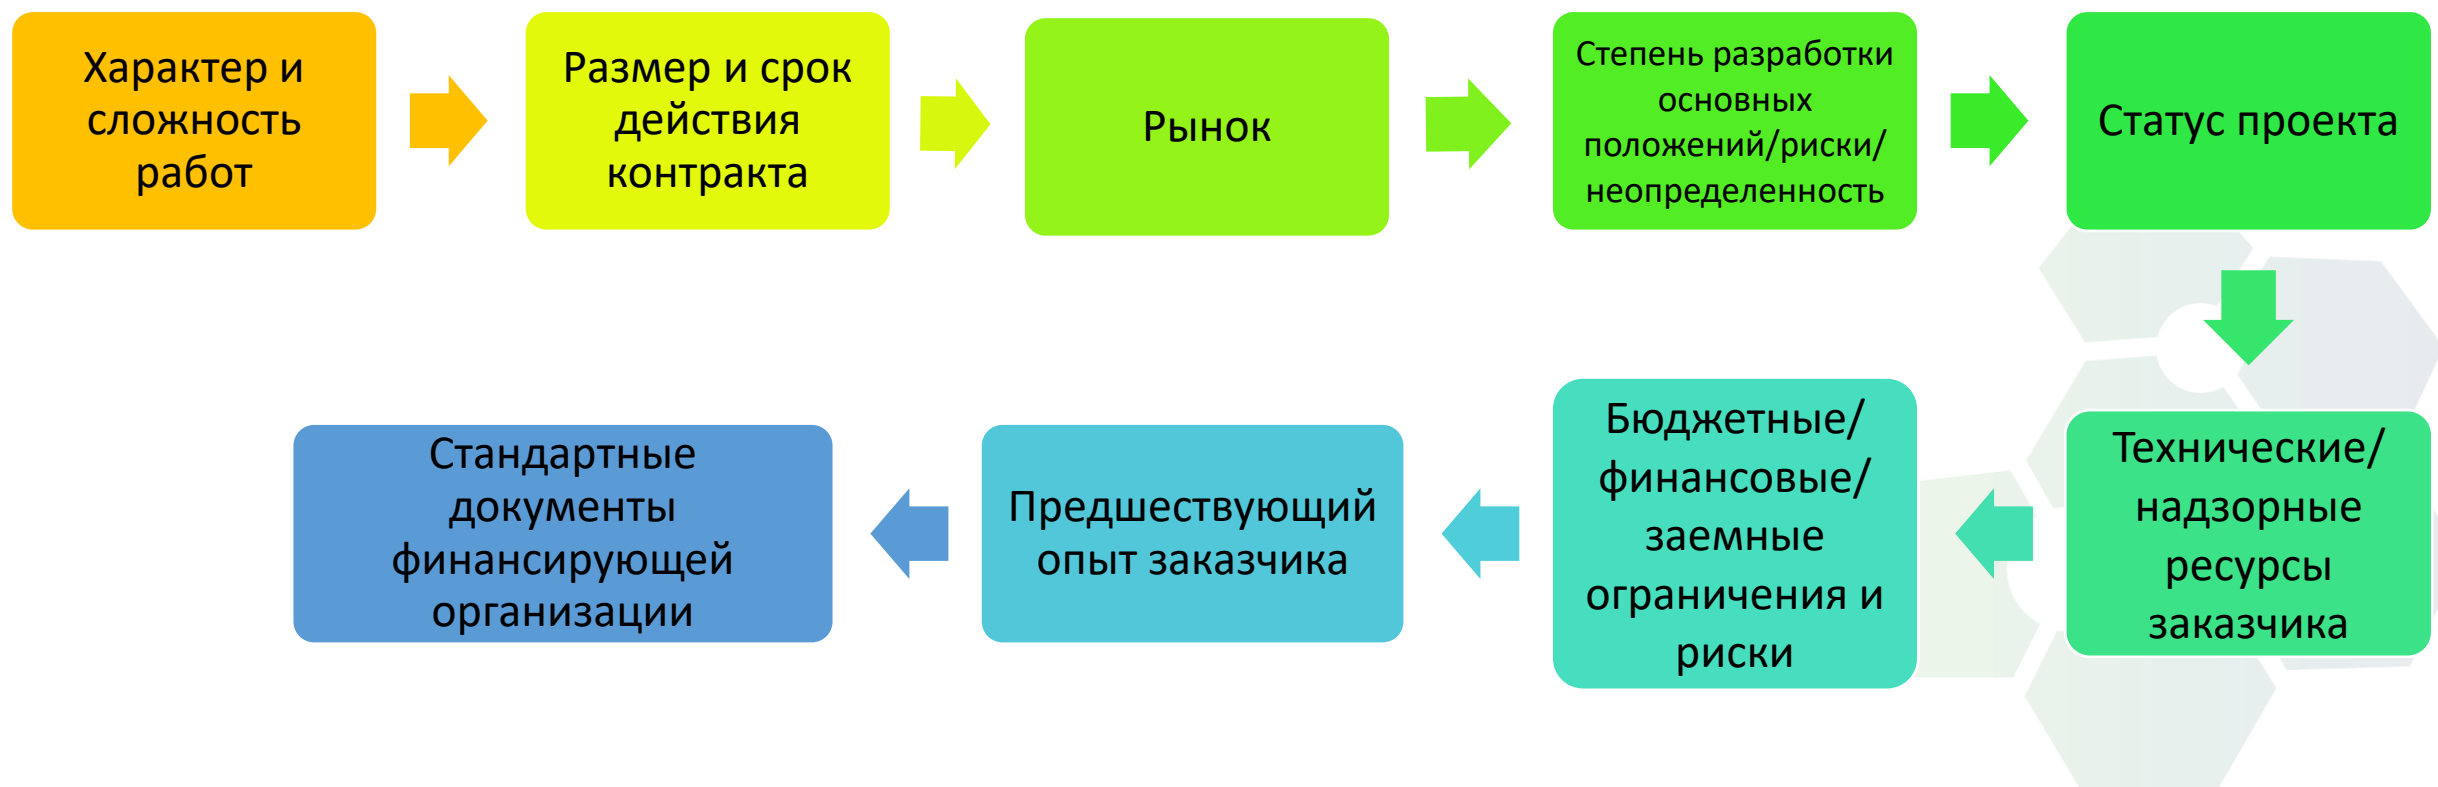 Характер и
сложность
работ
Размер и срок
действия
контракта
Рынок
Степень разработки
основных
положений/риски/
неопределенность
Статус проекта
Технические/
надзорные
ресурсы
заказчика
Бюджетные/
финансовые/
заемные
ограничения и
риски
Предшествующий
опыт заказчика
Стандартные
документы
финансирующей
организации